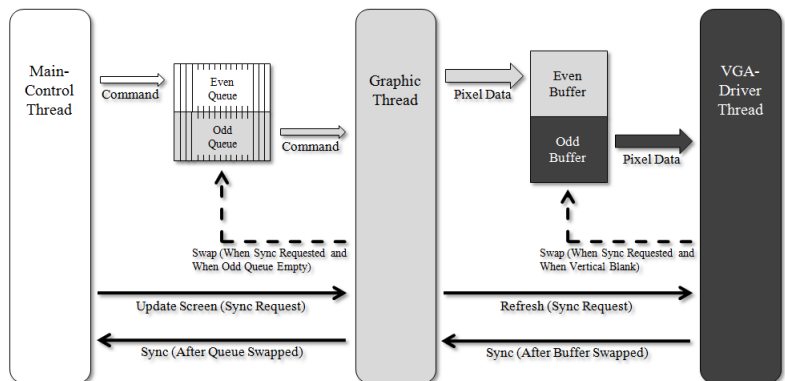 Main-
Control
Thread
Command
Even
Queue
Odd
Queue
Command
Graphic
Thread
Pixel Data
Even
Buffer
Odd
Buffer
Pixel Data
VGA-
Driver
Thread
Swap (When Sync Requested and
When Odd Queue Empty)
Swap (When Sync Requested and
When Vertical Blank)
Update Screen (Sync Request)
Refresh (Sync Request)
Sync (After Queue Swapped)
Sync (After Buffer Swapped)